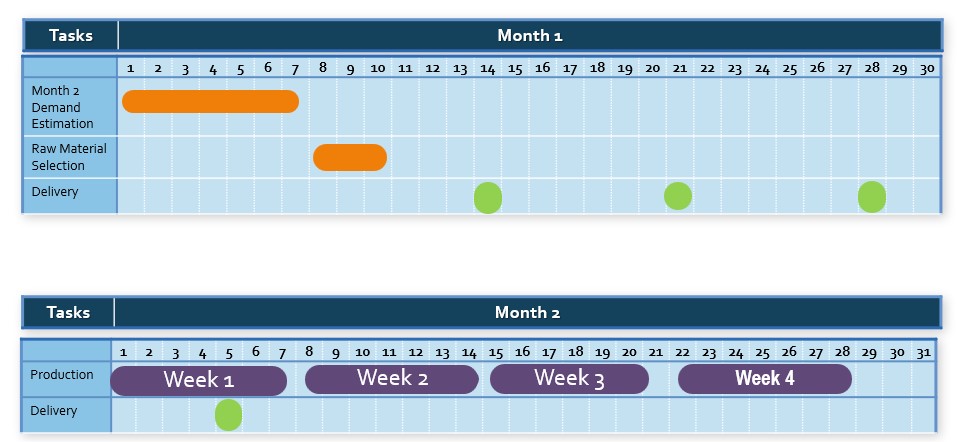 Tasks Month 1
1 2 3 4 5 6 7 8 9 10 11 12 13 14 15 16 17 18 19 20 21 22 23 24 25 26 27 28 29 30
Month 2
Demand
Estimation
Raw Material
Selection
Delivery
Tasks Month 2
1 2 3 4 5 6 7 8 9 10 11 12 13 14 15 16 17 18 19 20 21 22 23 24 25 26 27 28 29 30 31
Production Week 1 Week 2 Week 3 Week 4
Delivery